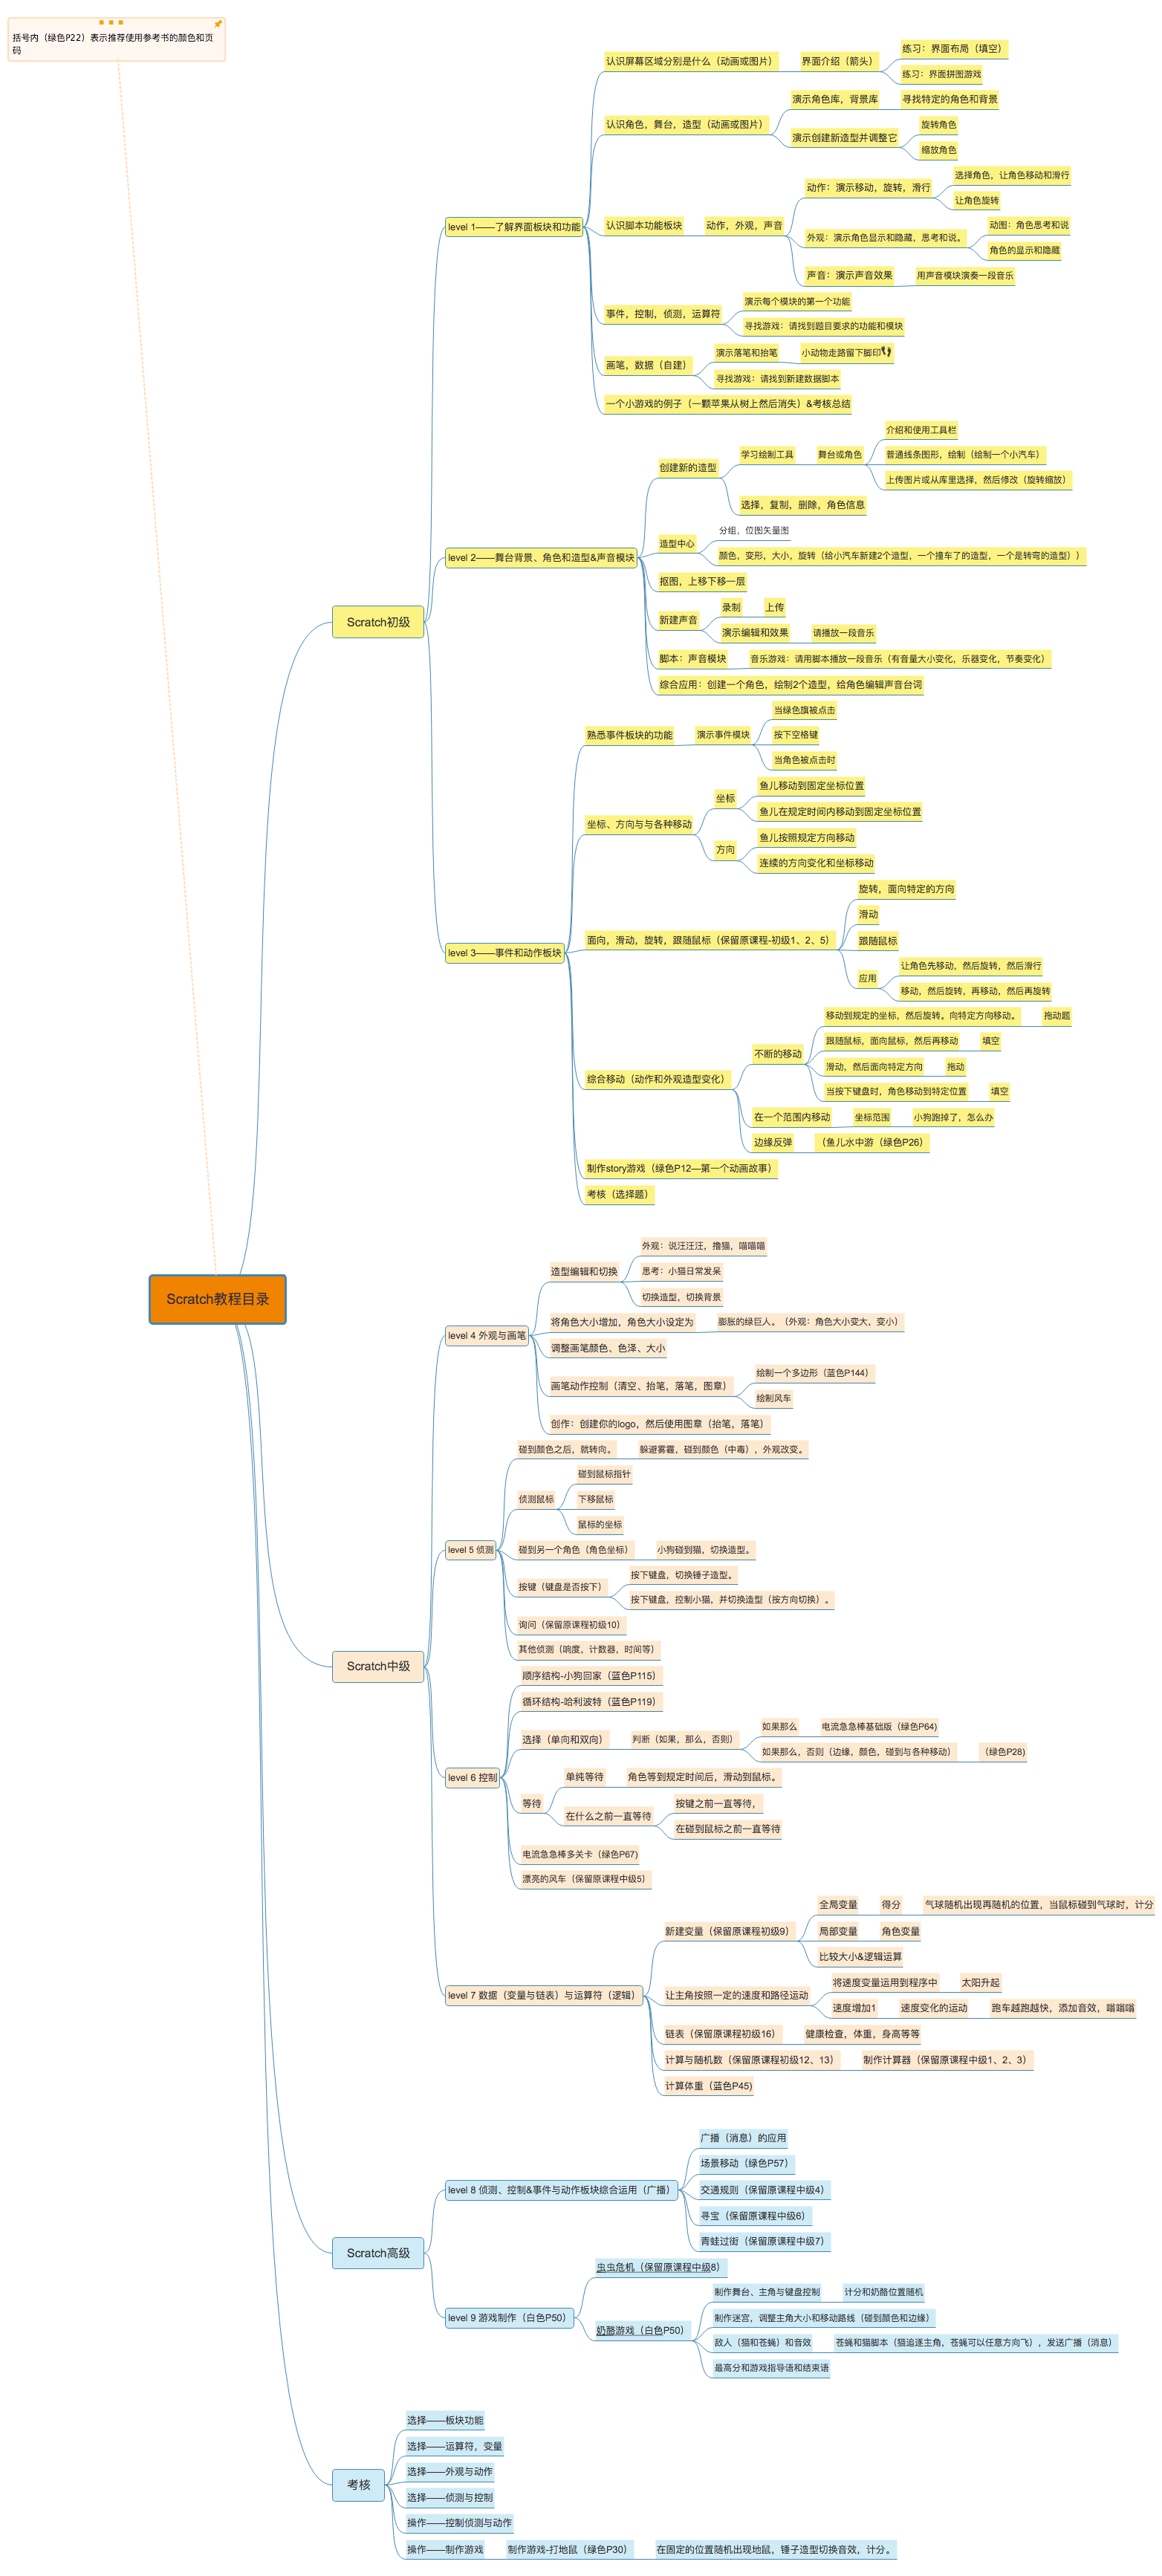 括号内（绿色P22）表示推荐使用参考书的颜色和页
码
Scratch教程目录
Scratch初级
level 1——了解界面板块和功能
认识屏幕区域分别是什么（动画或图片）
界面介绍（箭头）
练习：界面布局（填空）
练习：界面拼图游戏
认识角色，舞台，造型（动画或图片）
演示角色库，背景库
寻找特定的角色和背景
演示创建新造型并调整它
旋转角色
缩放角色
认识脚本功能板块
动作，外观，声音
动作：演示移动，旋转，滑行
选择角色，让角色移动和滑行
让角色旋转
外观：演示角色显示和隐藏，思考和说。
动图：角色思考和说
角色的显示和隐藏
声音：演示声音效果
用声音模块演奏一段音乐
事件，控制，侦测，运算符
演示每个模块的第一个功能
寻找游戏：请找到题目要求的功能和模块
画笔，数据（自建）
演示落笔和抬笔
小动物走路留下脚印👣
寻找游戏：请找到新建数据脚本
一个小游戏的例子（一颗苹果从树上然后消失）&考核总结
level 2——舞台背景、角色和造型&声音模块
创建新的造型
学习绘制工具
舞台或角色
介绍和使用工具栏
普通线条图形，绘制（绘制一个小汽车）
上传图片或从库里选择，然后修改（旋转缩放）
选择，复制，删除，角色信息
造型中心
分组，位图矢量图
颜色，变形，大小，旋转（给小汽车新建2个造型，一个撞车了的造型，一个是转弯的造型））
抠图，上移下移一层
新建声音
录制
上传
演示编辑和效果
请播放一段音乐
脚本：声音模块
音乐游戏：请用脚本播放一段音乐（有音量大小变化，乐器变化，节奏变化）
综合应用：创建一个角色，绘制2个造型，给角色编辑声音台词
level 3——事件和动作板块
熟悉事件板块的功能
演示事件模块
当绿色旗被点击
按下空格键
当角色被点击时
坐标、方向与与各种移动
坐标
鱼儿移动到固定坐标位置
鱼儿在规定时间内移动到固定坐标位置
方向
鱼儿按照规定方向移动
连续的方向变化和坐标移动
面向，滑动，旋转，跟随鼠标（保留原课程-初级1、2、5）
旋转，面向特定的方向
滑动
跟随鼠标
应用
让角色先移动，然后旋转，然后滑行
移动，然后旋转，再移动，然后再旋转
综合移动（动作和外观造型变化）
不断的移动
移动到规定的坐标，然后旋转。向特定方向移动。
拖动题
跟随鼠标，面向鼠标，然后再移动
填空
滑动，然后面向特定方向
拖动
当按下键盘时，角色移动到特定位置
填空
在一个范围内移动
坐标范围
小狗跑掉了，怎么办
边缘反弹
（鱼儿水中游（绿色P26）
制作story游戏（绿色P12—第一个动画故事）
考核（选择题）
Scratch中级
level 4 外观与画笔
造型编辑和切换
外观：说汪汪汪，撸猫，喵喵喵
思考：小猫日常发呆
切换造型，切换背景
将角色大小增加，角色大小设定为
膨胀的绿巨人。（外观：角色大小变大，变小）
调整画笔颜色、色泽、大小
画笔动作控制（清空、抬笔，落笔，图章）
绘制一个多边形（蓝色P144）
绘制风车
创作：创建你的logo，然后使用图章（抬笔，落笔）
level 5 侦测
碰到颜色之后，就转向。
躲避雾霾，碰到颜色（中毒），外观改变。
侦测鼠标
碰到鼠标指针
下移鼠标
鼠标的坐标
碰到另一个角色（角色坐标）
小狗碰到猫，切换造型。
按键（键盘是否按下）
按下键盘，切换锤子造型。
按下键盘，控制小猫，并切换造型（按方向切换）。
询问（保留原课程初级10）
其他侦测（响度，计数器，时间等）
level 6 控制
顺序结构-小狗回家（蓝色P115）
循环结构-哈利波特（蓝色P119）
选择（单向和双向）
判断（如果，那么，否则）
如果那么
电流急急棒基础版（绿色P64)
如果那么，否则（边缘，颜色，碰到与各种移动）
（绿色P28)
等待
单纯等待
角色等到规定时间后，滑动到鼠标。
在什么之前一直等待
按键之前一直等待，
在碰到鼠标之前一直等待
电流急急棒多关卡（绿色P67)
漂亮的风车（保留原课程中级5）
level 7 数据（变量与链表）与运算符（逻辑）
新建变量（保留原课程初级9）
全局变量
得分
气球随机出现再随机的位置，当鼠标碰到气球时，计分
局部变量
角色变量
比较大小&逻辑运算
让主角按照一定的速度和路径运动
将速度变量运用到程序中
太阳升起
速度增加1
速度变化的运动
跑车越跑越快，添加音效，嗡嗡嗡
链表（保留原课程初级16）
健康检查，体重，身高等等
计算与随机数（保留原课程初级12、13）
制作计算器（保留原课程中级1、2、3）
计算体重（蓝色P45)
Scratch高级
level 8 侦测、控制&事件与动作板块综合运用（广播）
广播（消息）的应用
场景移动（绿色P57）
交通规则（保留原课程中级4）
寻宝（保留原课程中级6）
青蛙过街（保留原课程中级7）
level 9 游戏制作（白色P50）
虫虫危机（保留原课程中级8）
奶酪游戏（白色P50）
制作舞台、主角与键盘控制
计分和奶酪位置随机
制作迷宫，调整主角大小和移动路线（碰到颜色和边缘）
敌人（猫和苍蝇）和音效
苍蝇和猫脚本（猫追逐主角，苍蝇可以任意方向飞），发送广播（消息）
最高分和游戏指导语和结束语
考核
选择——板块功能
选择——运算符，变量
选择——外观与动作
选择——侦测与控制
操作——控制侦测与动作
操作——制作游戏
制作游戏-打地鼠（绿色P30）
在固定的位置随机出现地鼠，锤子造型切换音效，计分。